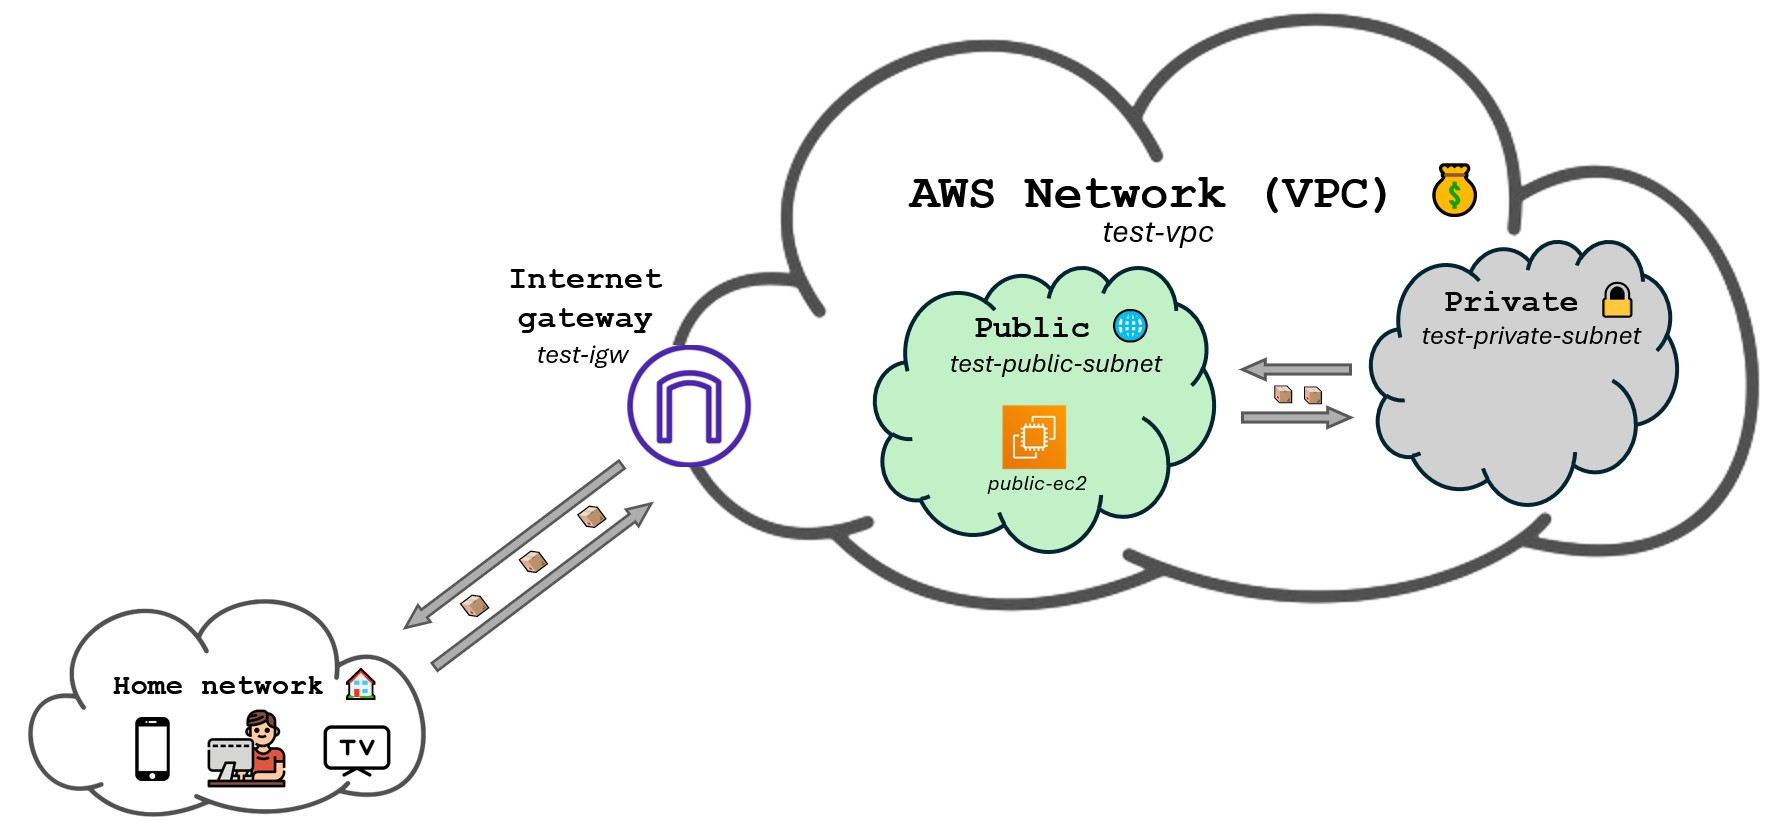 AWS Network (VPC)
test-vpc
Internet
gateway
test-igw
Public
test-public-subnet
public-ec2
Private
test-private-subnet
Home network
TV